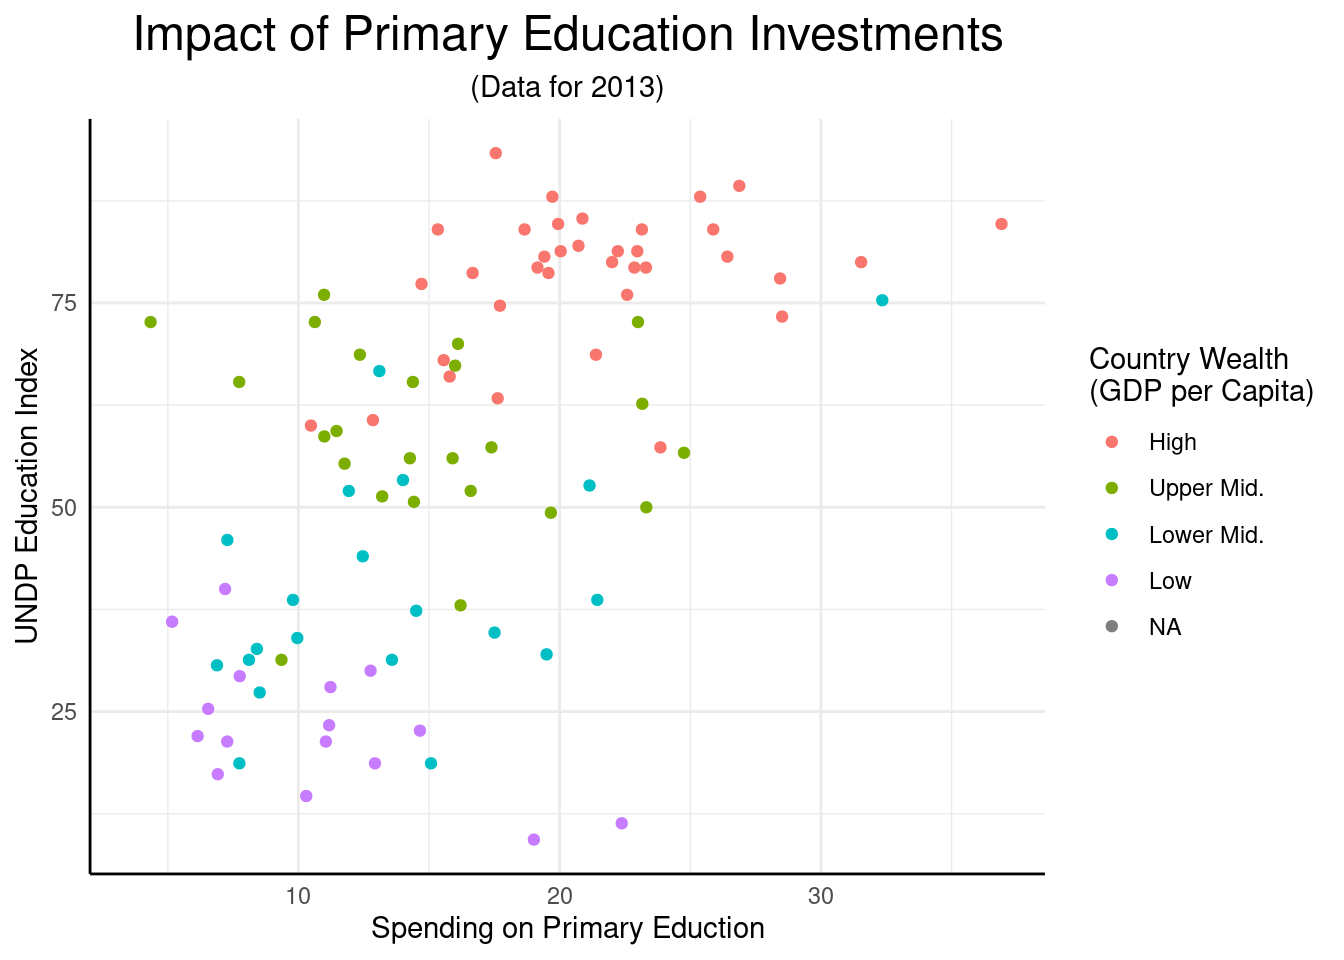 Impact of Primary Education Investments
(Data for 2013)
UNDP Education Index
75
50
25
10
20
30
Spending on Primary Eduction
Country Wealth
(GDP per Capita)
High
Upper Mid.
Lower Mid.
Low
NA